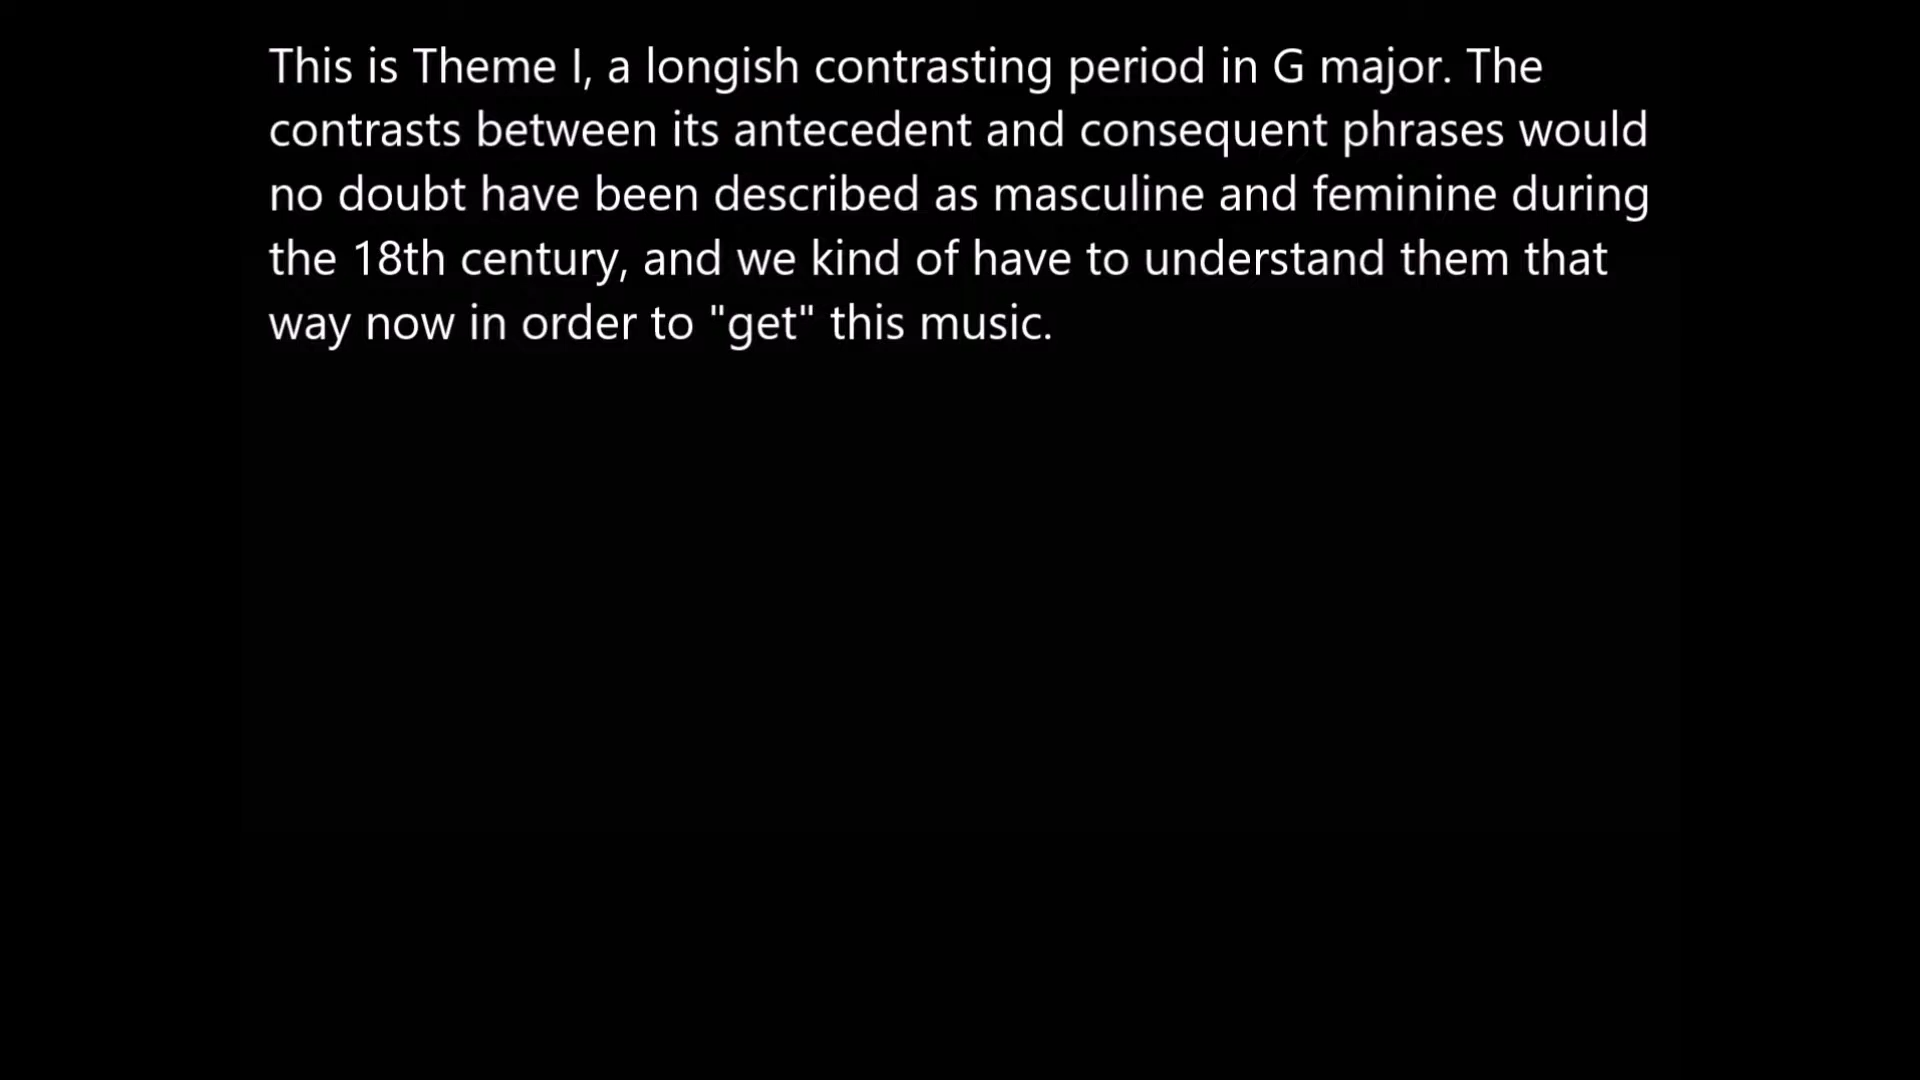 This is Theme I, a longish contrasting period in G major. The
contrasts between its antecedent and consequent phrases would
no doubt have been described as masculine and feminine during
the 18th century, and we kind of have to understand them that
way now in order to "get" this music.